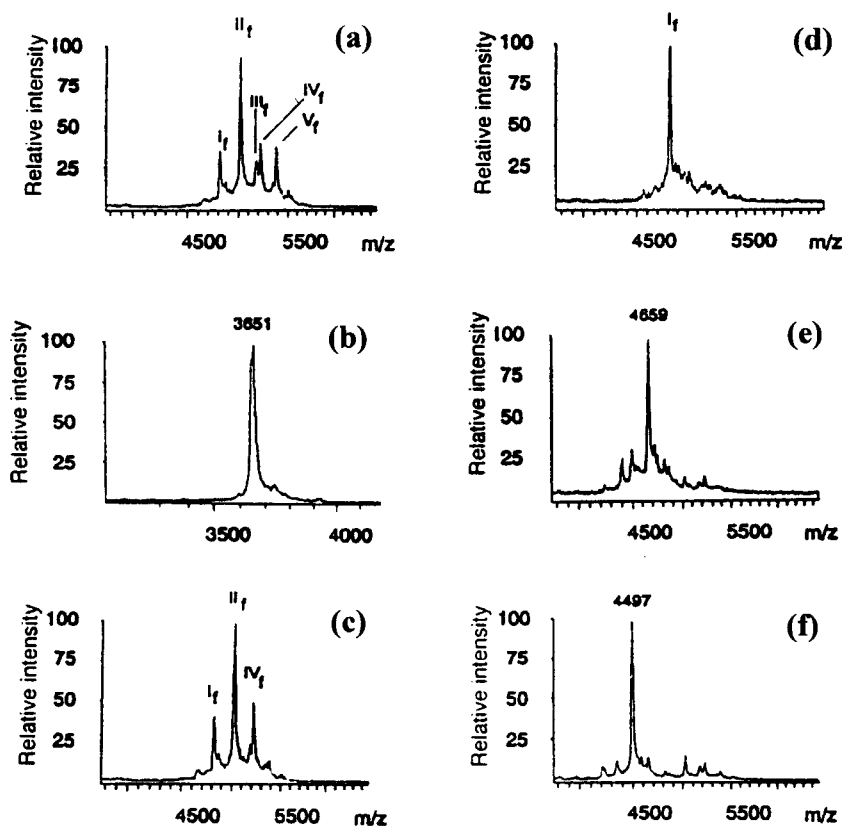 (a)
II_f
I_f
III_f
IV_f
V_f
Relative intensity
100
75
50
25
4500 5500 m/z
(d)
I_f
Relative intensity
100
75
50
25
4500 5500 m/z
(b)
3651
Relative intensity
100
75
50
25
3500 4000 m/z
(e)
4659
Relative intensity
100
75
50
25
4500 5500 m/z
(c)
II_f
I_f
IV_f
Relative intensity
100
75
50
25
4500 5500 m/z
(f)
4497
Relative intensity
100
75
50
25
4500 5500 m/z